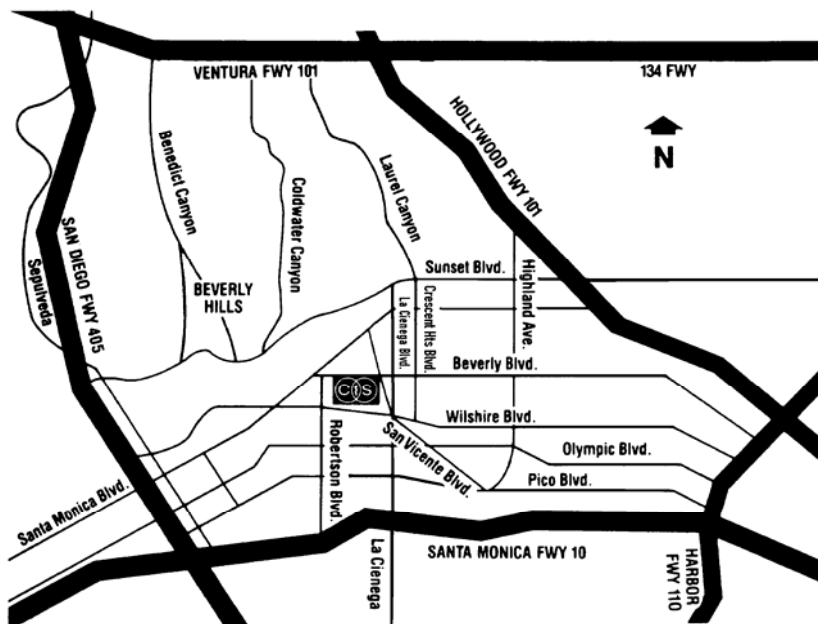 VENTURA FWY 101
134 FWY
HOLLYWOOD FWY 101
N
Benedict Canyon
Coldwater Canyon
Laurel Canyon
Sepulveda
SAN DIEGO FWY 405
BEVERLY
HILLS
Sunset Blvd.
La Cienega Blvd.
Crescent Hts Blvd.
Highland Ave.
Beverly Blvd.
C1S
Wilshire Blvd.
San Vicente Blvd.
Robertson Blvd.
Olympic Blvd.
Pico Blvd.
Santa Monica Blvd.
La Cienega
SANTA MONICA FWY 10
HARBOR
FWY 110